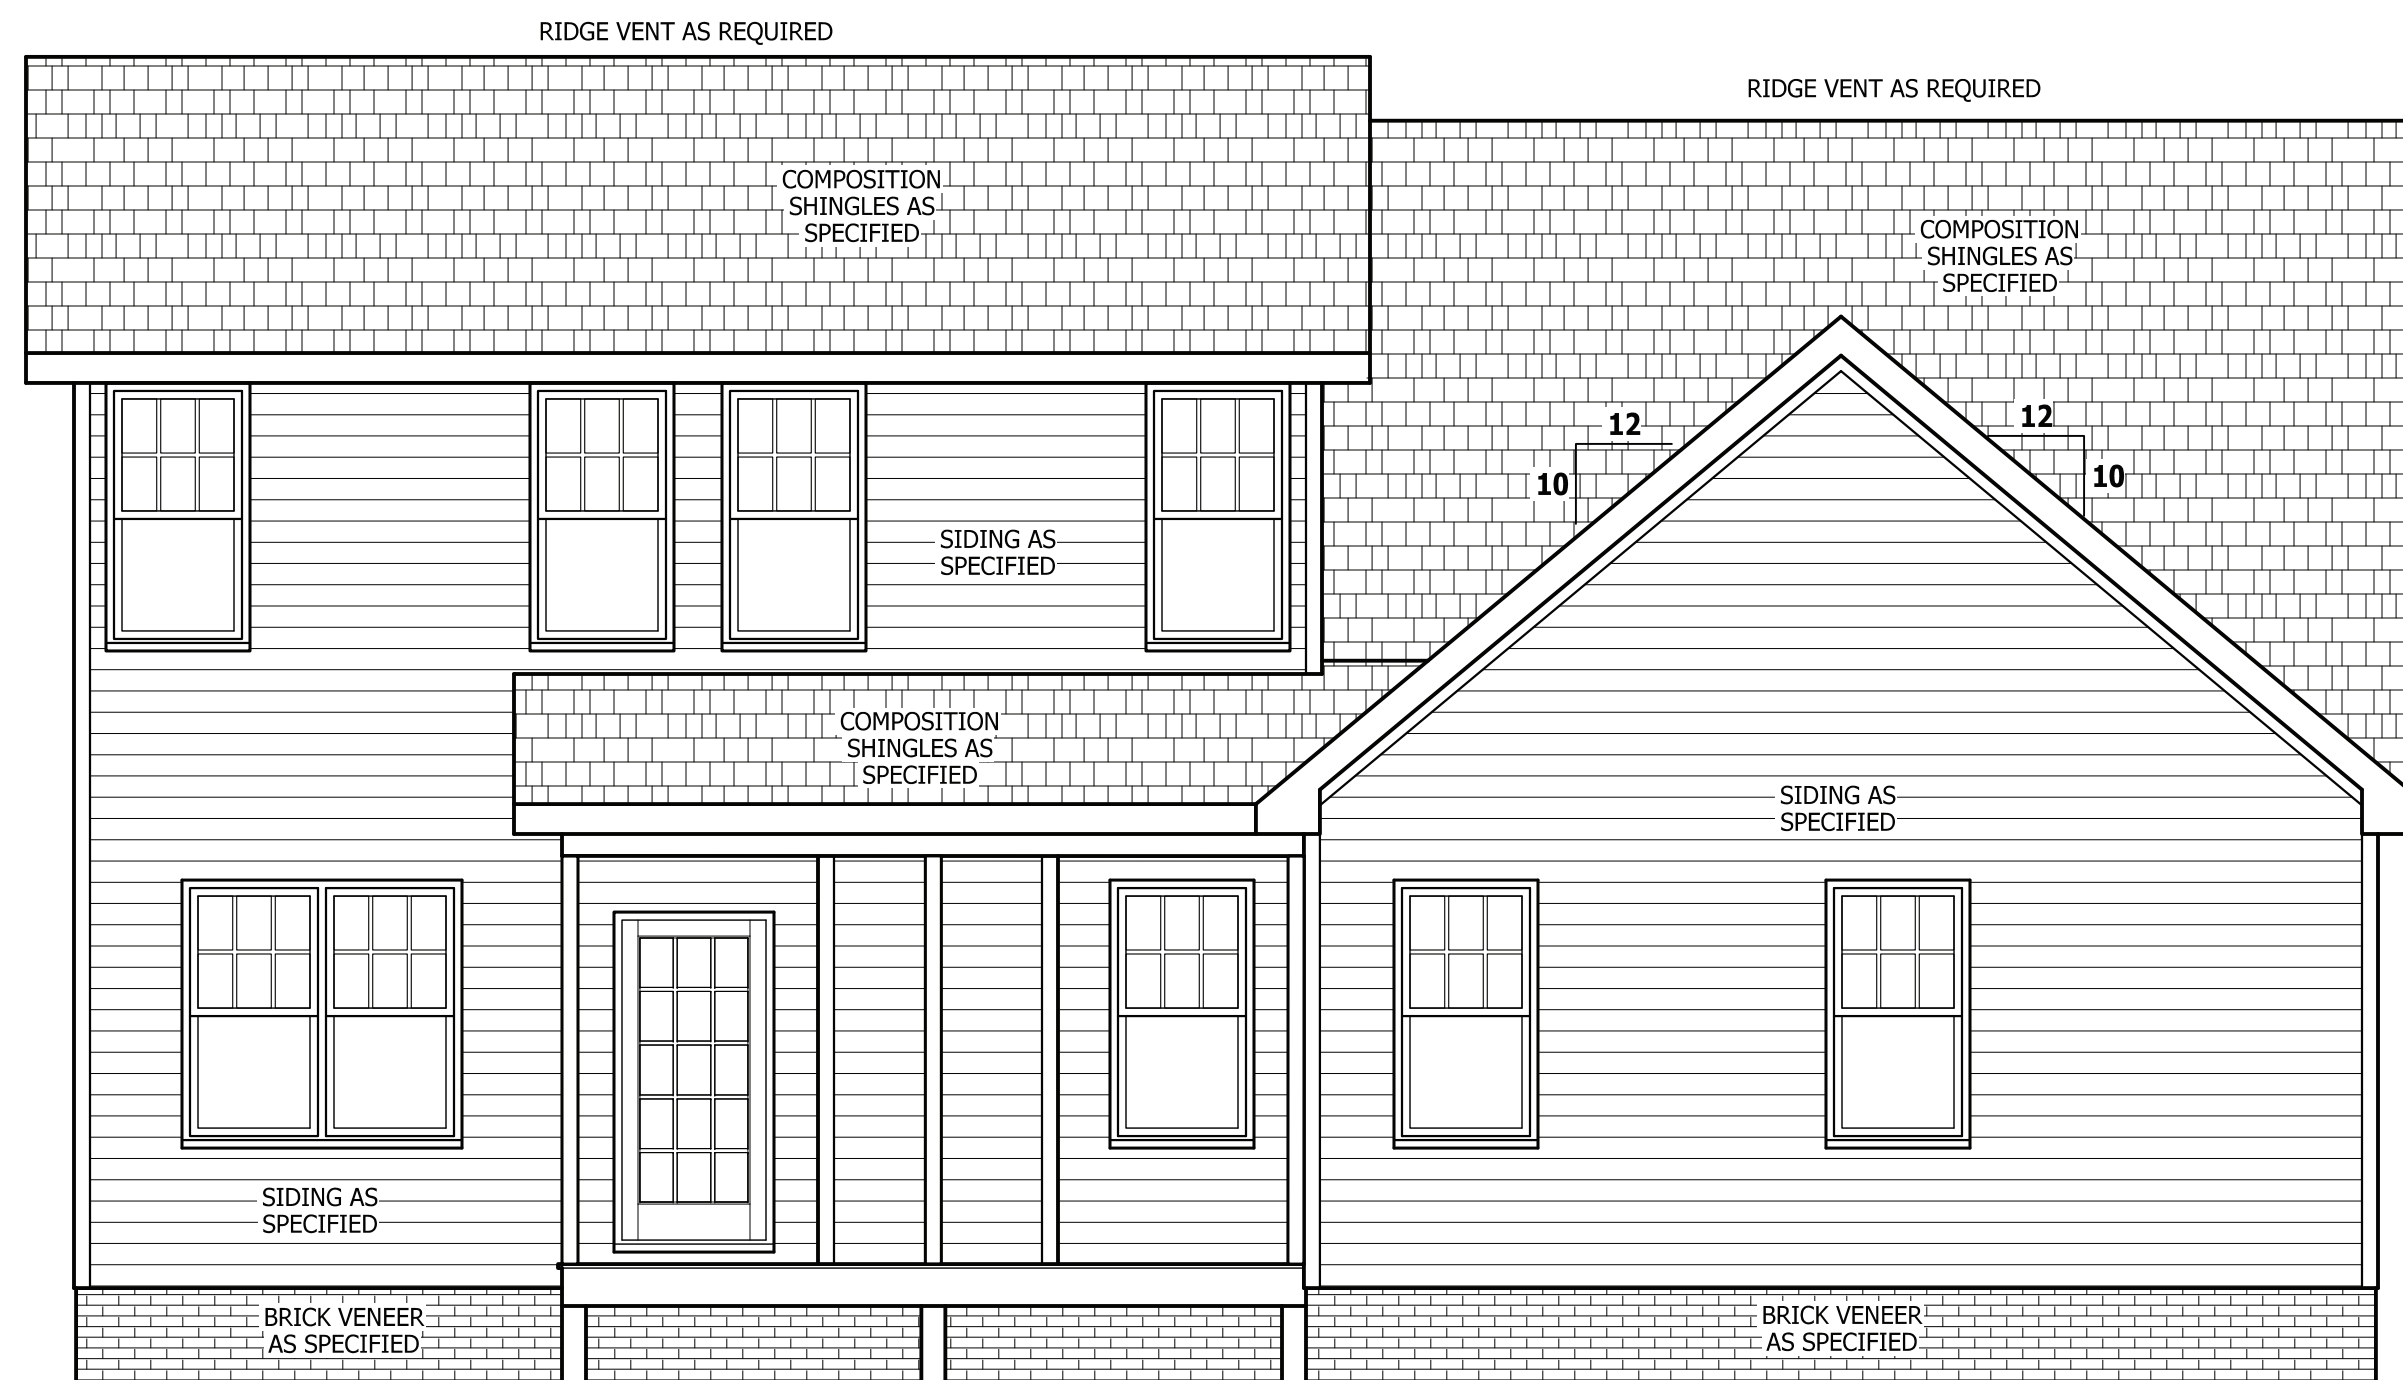 RIDGE VENT AS REQUIRED
RIDGE VENT AS REQUIRED
COMPOSITION
SHINGLES AS
SPECIFIED
COMPOSITION
SHINGLES AS
SPECIFIED
12
10
12
10
SIDING AS
SPECIFIED
COMPOSITION
SHINGLES AS
SPECIFIED
SIDING AS
SPECIFIED
SIDING AS
SPECIFIED
BRICK VENEER
AS SPECIFIED
BRICK VENEER
AS SPECIFIED